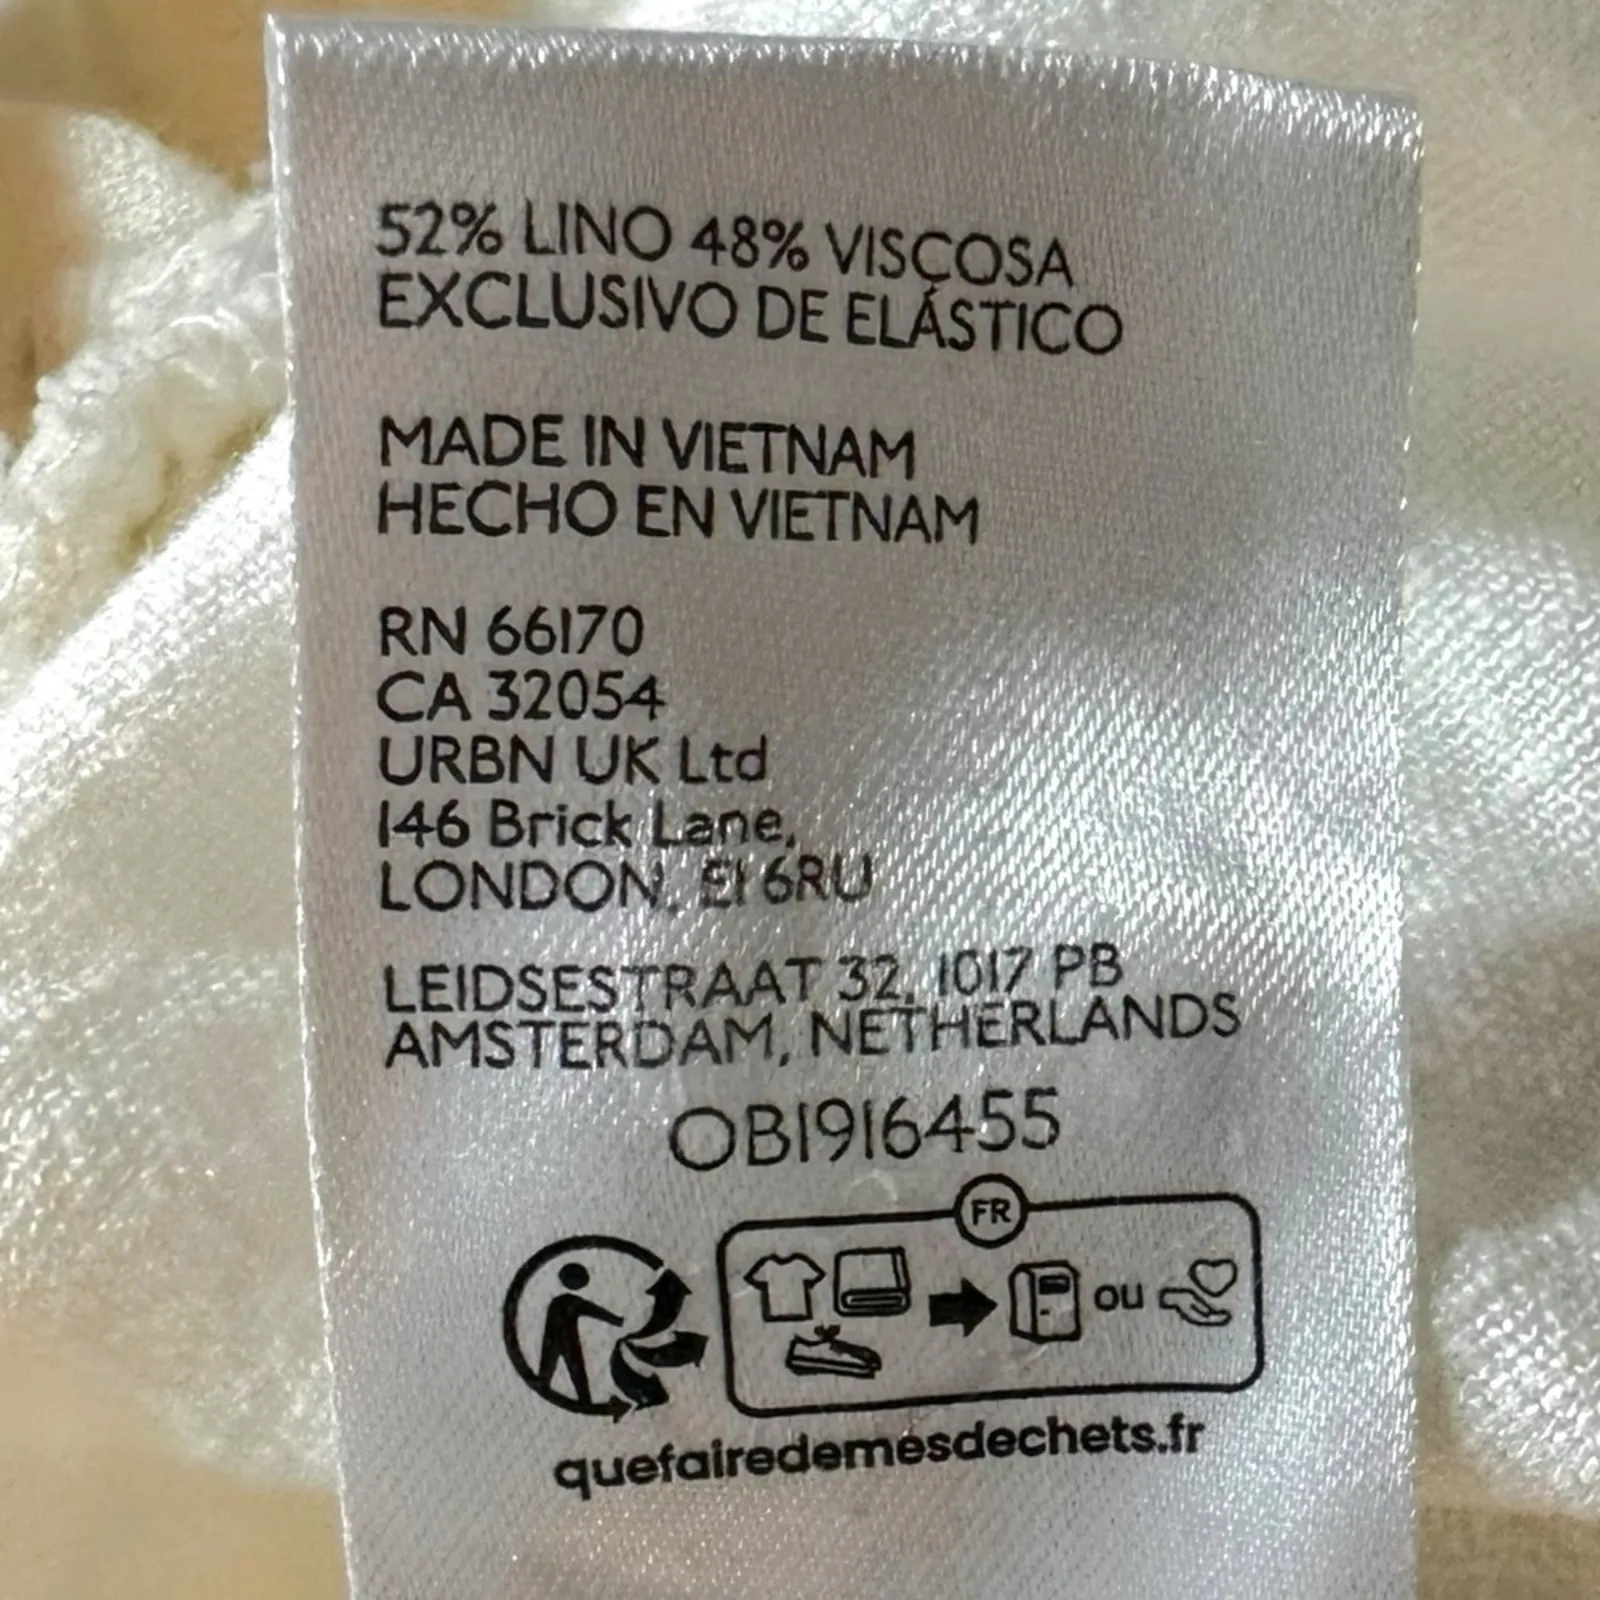 52% LINO 48% VISCOSA
EXCLUSIVO DE ELÁSTICO
MADE IN VIETNAM
HECHO EN VIETNAM
RN 66170
CA 32054
URBN UK Ltd
146 Brick Lane,
LONDON, E1 6RU
LEIDSESTRAAT 32, 1017 PB
AMSTERDAM, NETHERLANDS
OB1916455
FR
ou
quefairedemesdechets.fr